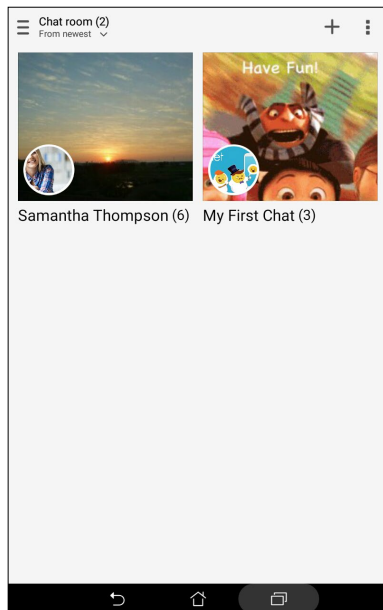 Chat room (2)
From newest
Have Fun!
Samantha Thompson (6)
My First Chat (3)